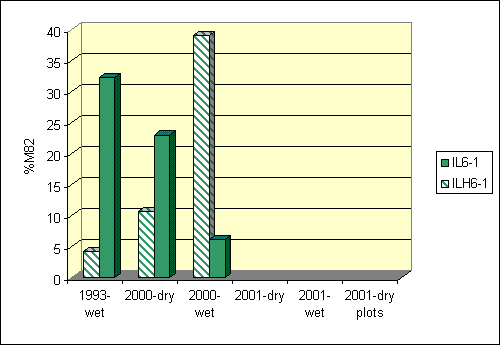 40
35
30
25
20
15
10
5
0
%M82
1993-
wet
2000-dry
2000-
wet
2001-dry
2001-
wet
2001-dry
plots
IL6-1
ILH6-1